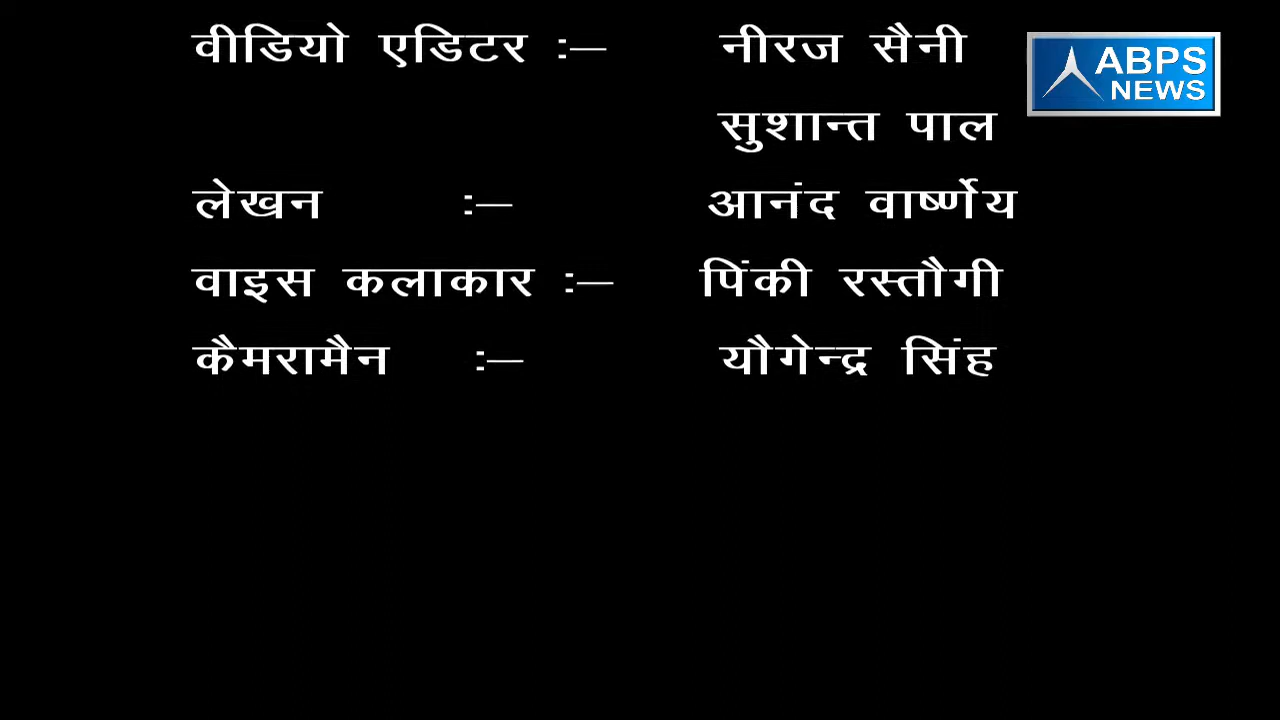 वीडियो एडिटर :— नीरज सैनी
ABPS
NEWS
सुशान्त पाल
लेखन :— आनंद वार्ष्णेय
वाइस कलाकार :— पिंकी रस्तौगी
कैमरामैन :— यौगेन्द्र सिंह